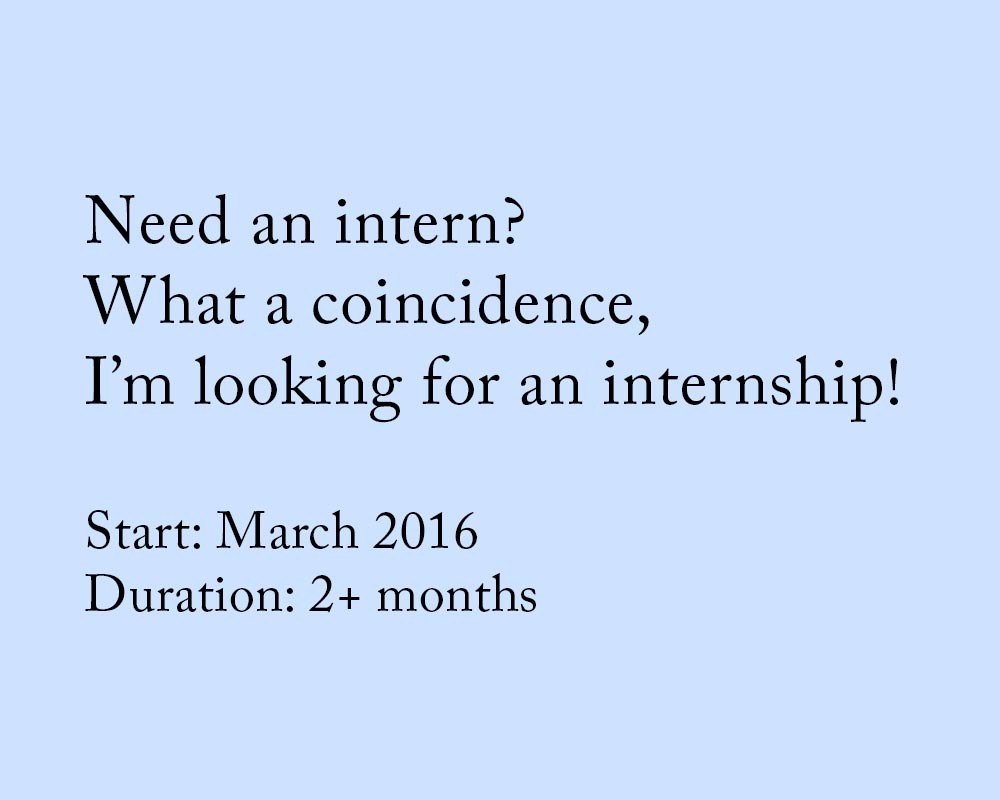 Need an intern?
What a coincidence,
I’m looking for an internship!
Start: March 2016
Duration: 2+ months